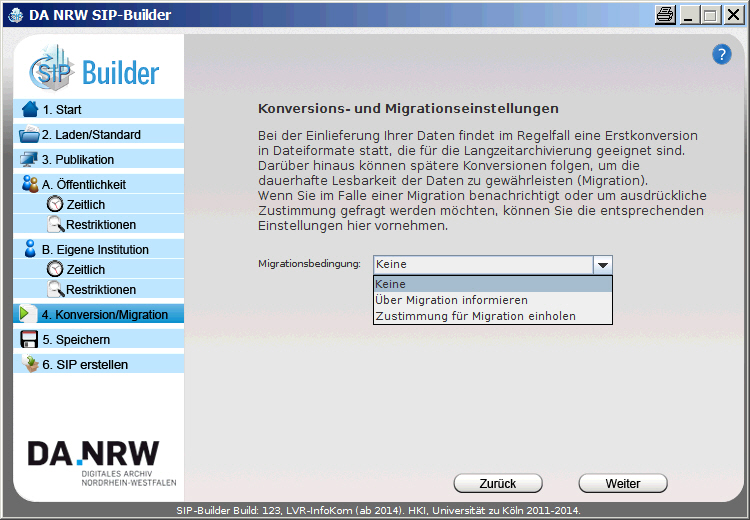 DA NRW SIP-Builder
SIP Builder
?
1. Start
2. Laden/Standard
3. Publikation
A. Öffentlichkeit
Zeitlich
Restriktionen
B. Eigene Institution
Zeitlich
Restriktionen
4. Konversion/Migration
5. Speichern
6. SIP erstellen
DA.NRW
DIGITALES ARCHIV
NORDRHEIN-WESTFALEN
Konversions- und Migrationseinstellungen
Bei der Einlieferung Ihrer Daten findet im Regelfall eine Erstkonversion
in Dateiformate statt, die für die Langzeitarchivierung geeignet sind.
Darüber hinaus können spätere Konversionen folgen, um die
dauerhafte Lesbarkeit der Daten zu gewährleisten (Migration).
Wenn Sie im Falle einer Migration benachrichtigt oder um ausdrückliche
Zustimmung gefragt werden möchten, können Sie die entsprechenden
Einstellungen hier vornehmen.
Migrationsbedingung: Keine
Keine
Über Migration informieren
Zustimmung für Migration einholen
Zurück Weiter
SIP-Builder Build: 123, LVR-InfoKom (ab 2014). HKI, Universität zu Köln 2011-2014.